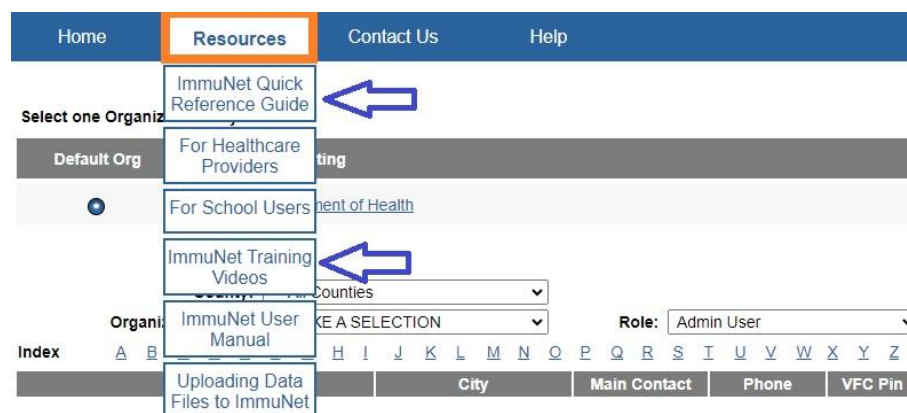 Home Resources Contact Us Help
ImmuNet Quick
Reference Guide
Select one Organiz
For Healthcare
Providers
Default Org ting
For School Users ment of Health
ImmuNet Training
Videos
All Counties
Organi KE A SELECTION Role: Admin User
ImmuNet User
Manual
Index A B H I J K L M N O P Q R S T U V W X Y Z
City Main Contact Phone VFC Pin
Uploading Data
Files to ImmuNet